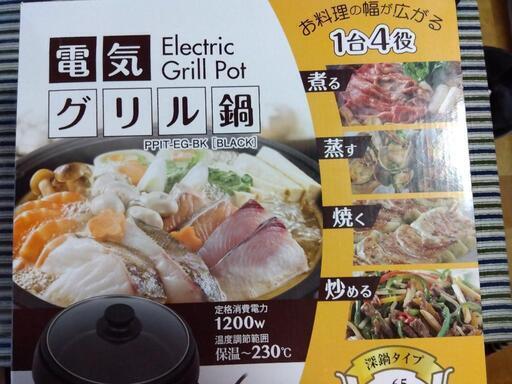 電気
Electric
Grill Pot
グリル鍋
PPIT-EG-BK [BLACK]
お料理の幅が広がる
1台4役
煮る
蒸す
焼く
炒める
定格消費電力
1200W
温度調節範囲
保温~230℃
深鍋タイプ